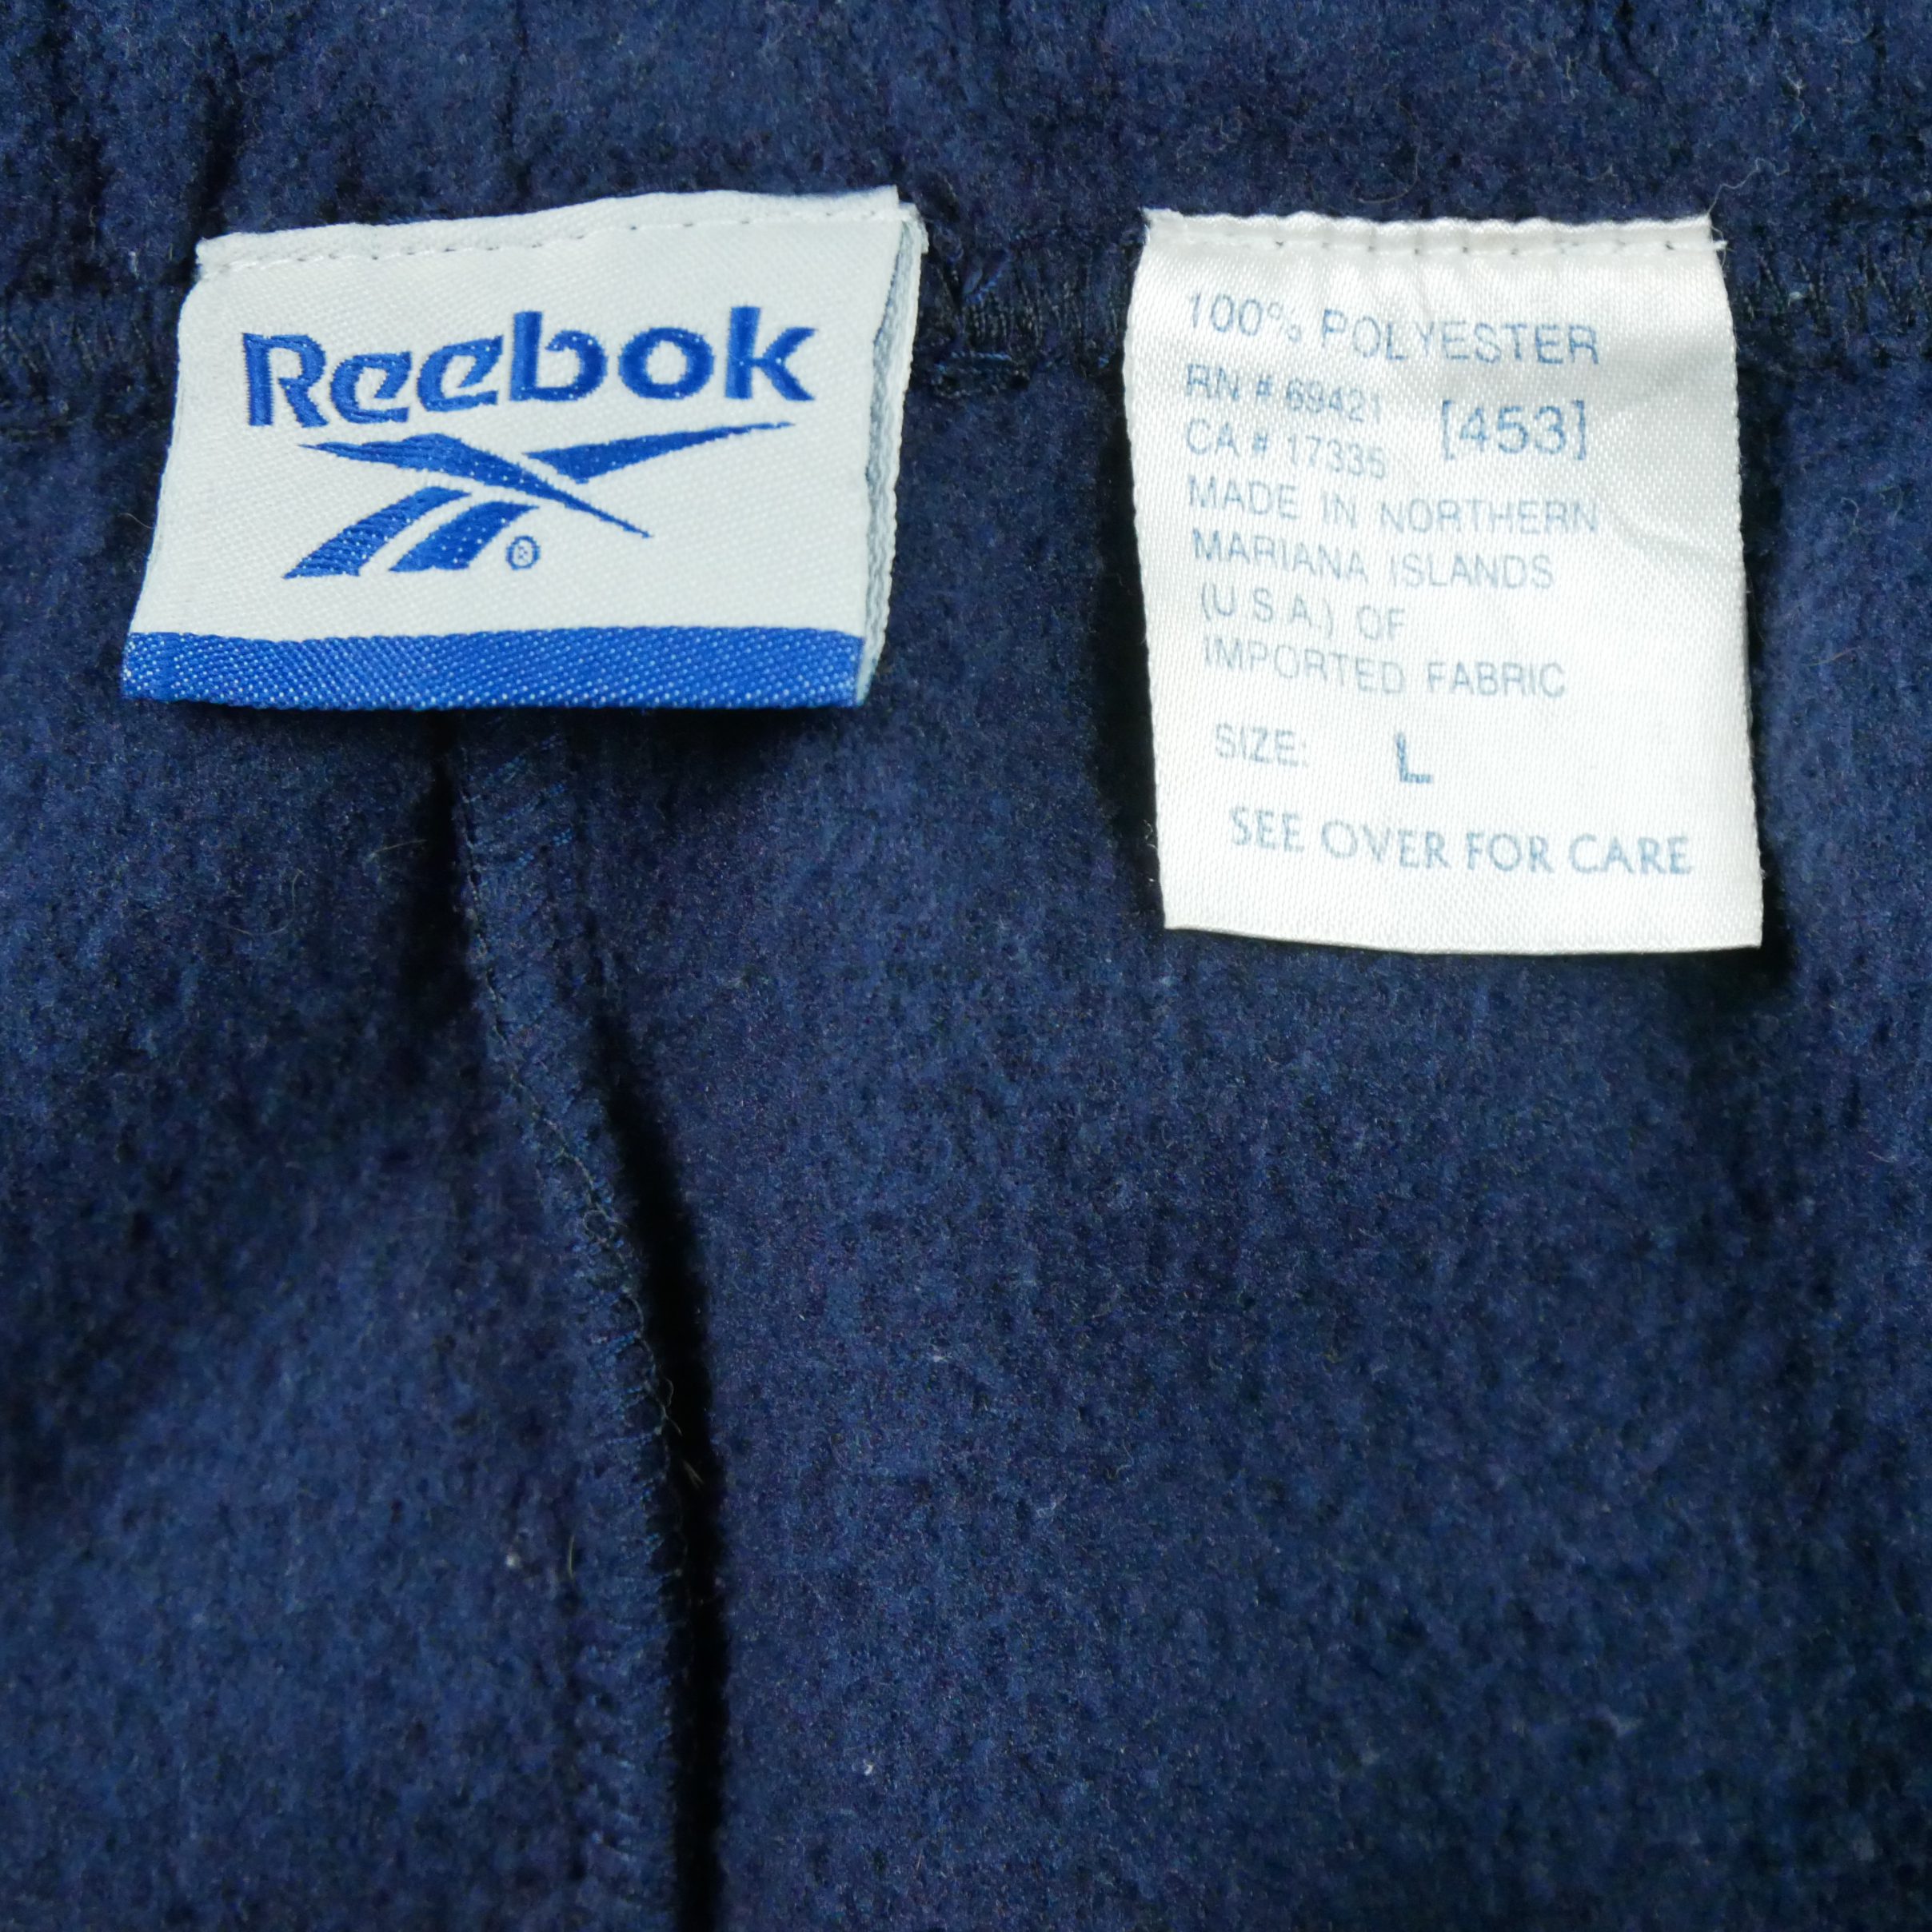 Reebok
®
100% POLYESTER
RN # 69421
CA # 17335 [453]
MADE IN NORTHERN
MARIANA ISLANDS
(U.S.A.) OF
IMPORTED FABRIC
SIZE: L
SEE OVER FOR CARE